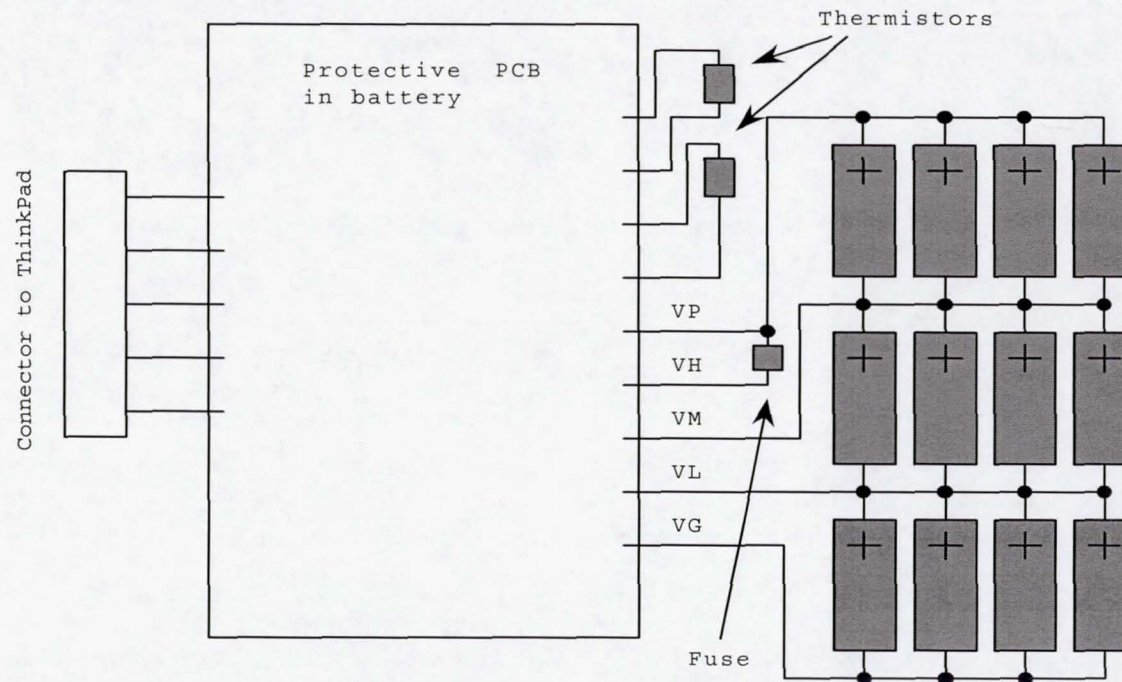 Thermistors
Protective PCB
in battery
Connector to ThinkPad
VP
VH
VM
VL
VG
Fuse
+ + + +
+ + + +
+ + + +